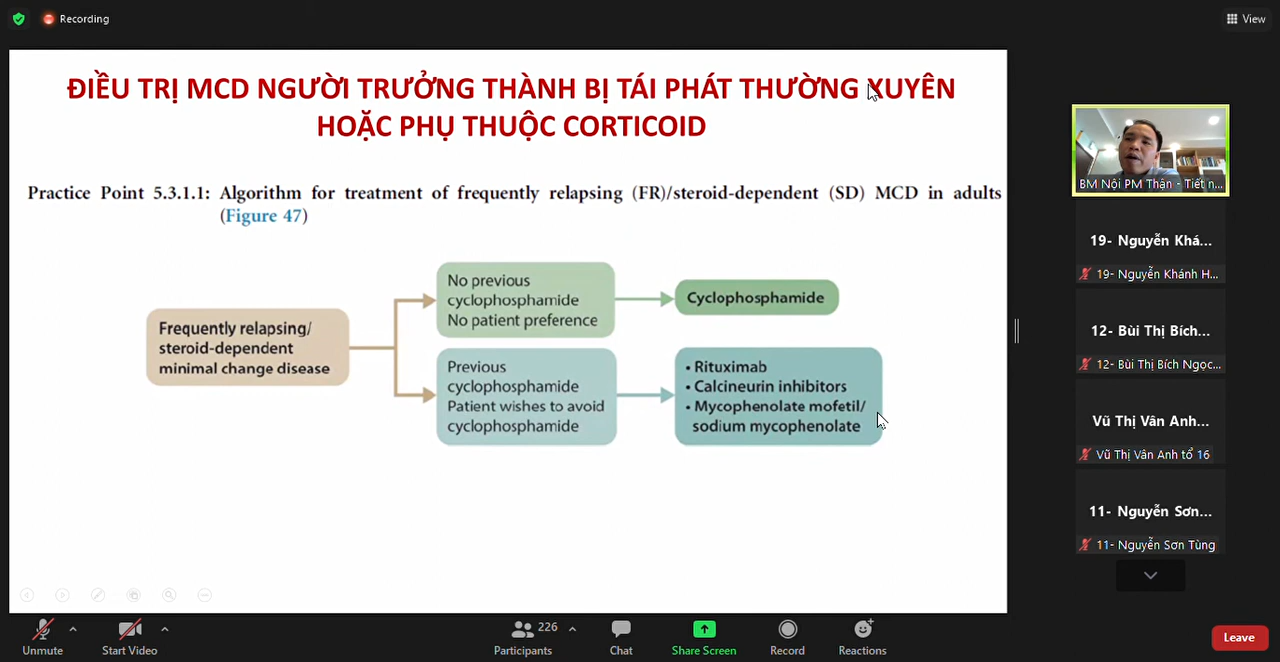 Recording
View
ĐIỀU TRỊ MCD NGƯỜI TRƯỞNG THÀNH BỊ TÁI PHÁT THƯỜNG XUYÊN
HOẶC PHỤ THUỘC CORTICOID
Practice Point 5.3.1.1: Algorithm for treatment of frequently relapsing (FR)/steroid-dependent (SD) MCD in adults
(Figure 47)
Frequently relapsing/
steroid-dependent
minimal change disease
No previous
cyclophosphamide
No patient preference
Cyclophosphamide
Previous
cyclophosphamide
Patient wishes to avoid
cyclophosphamide
• Rituximab
• Calcineurin inhibitors
• Mycophenolate mofetil/
sodium mycophenolate
BM Nội PM Thận - Tiết n...
19- Nguyễn Khá...
19- Nguyễn Khánh H...
12- Bùi Thị Bích...
12- Bùi Thị Bích Ngọc...
Vũ Thị Vân Anh...
Vũ Thị Vân Anh tổ 16
11- Nguyễn Sơn...
11- Nguyễn Sơn Tùng
Unmute
Start Video
226
Participants
Chat
Share Screen
Record
Reactions
Leave